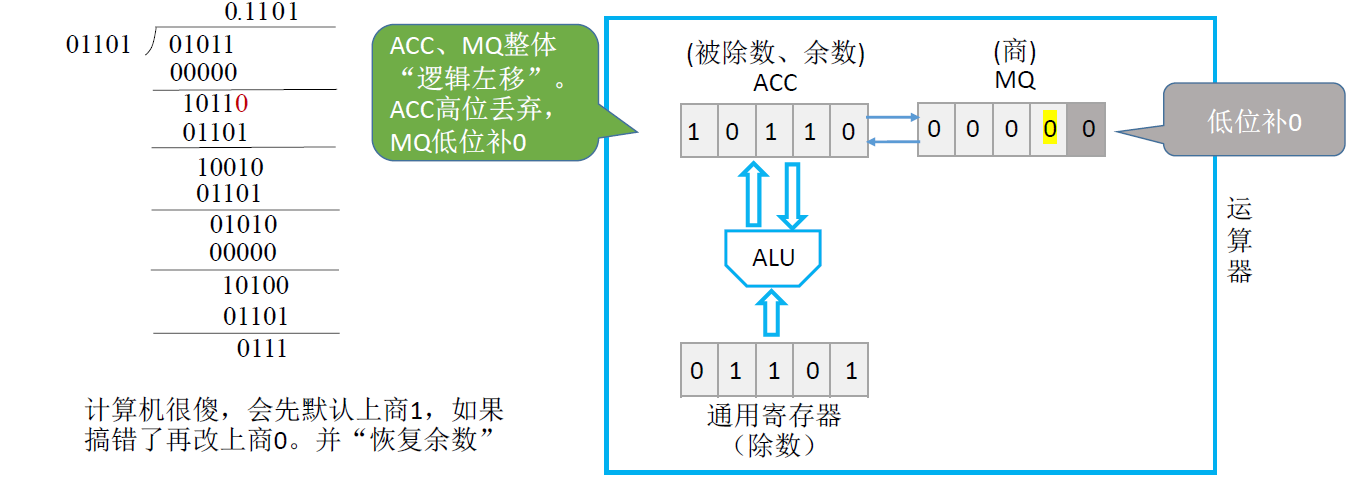 0.1101
01101
01011
00000
10110
01101
10010
01101
01010
00000
10100
01101
0111
计算机很傻，会先默认上商1，如果
搞错了再改上商0。并“恢复余数”
ACC、MQ整体
“逻辑左移”。
ACC高位丢弃，
MQ低位补0
(被除数、余数)
ACC
1 0 1 1 0
(商)
MQ
0 0 0 0 0
低位补0
ALU
0 1 1 0 1
通用寄存器
（除数）
运
算
器